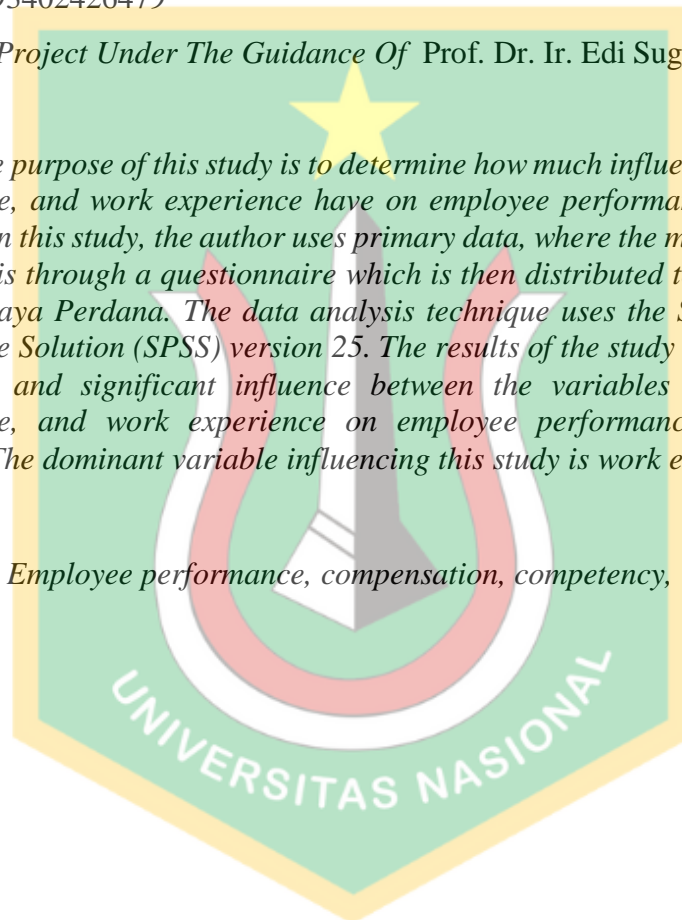 Project Under The Guidance Of Prof. Dr. Ir. Edi Sug
purpose of this study is to determine how much influe
e, and work experience have on employee performa
n this study, the author uses primary data, where the m
is through a questionnaire which is then distributed t
aya Perdana. The data analysis technique uses the S
e Solution (SPSS) version 25. The results of the study
and significant influence between the variables
e, and work experience on employee performanc
The dominant variable influencing this study is work e
Employee performance, compensation, competency,
UNIVERSITAS NASIONAL